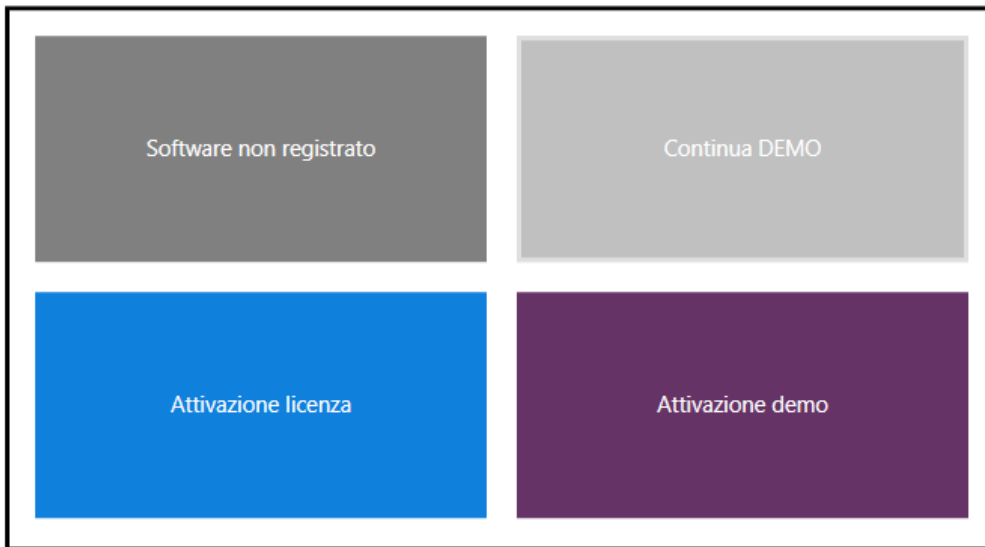 Software non registrato
Continua DEMO
Attivazione licenza
Attivazione demo